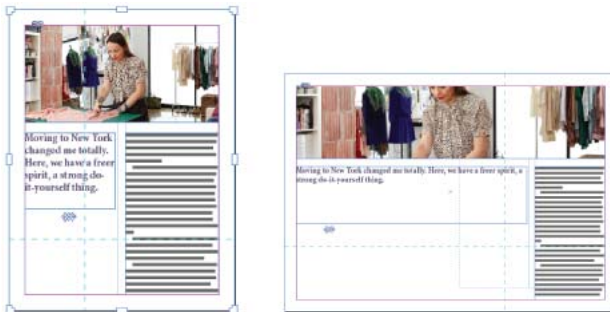 Moving to New York
changed me totally.
Here, we have a freer
spirit, a strong do-
it-yourself thing.
Moving to New York changed me totally. Here, we have a freer spirit, a
strong do-it-yourself thing.